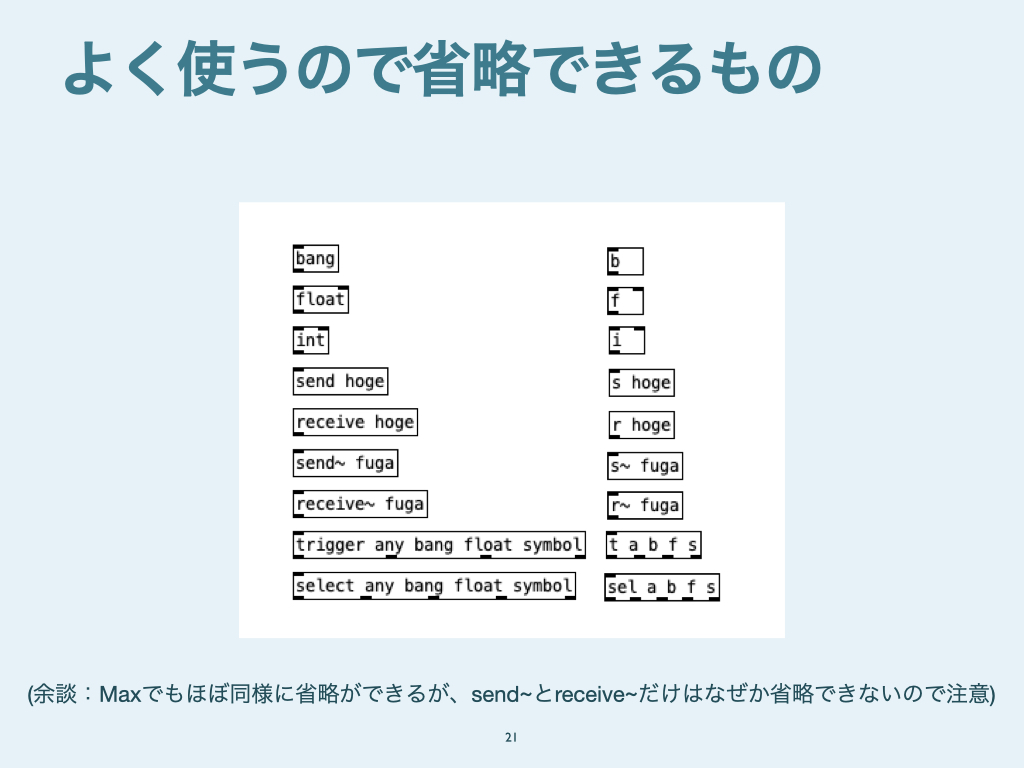 よく使うので省略できるもの
bang
b
float
f
int
i
send hoge
s hoge
receive hoge
r hoge
send~ fuga
s~ fuga
receive~ fuga
r~ fuga
trigger any bang float symbol
t a b f s
select any bang float symbol
sel a b f s
(余談：Maxでもほぼ同様に省略ができるが、send~とreceive~だけはなぜか省略できないので注意)
21